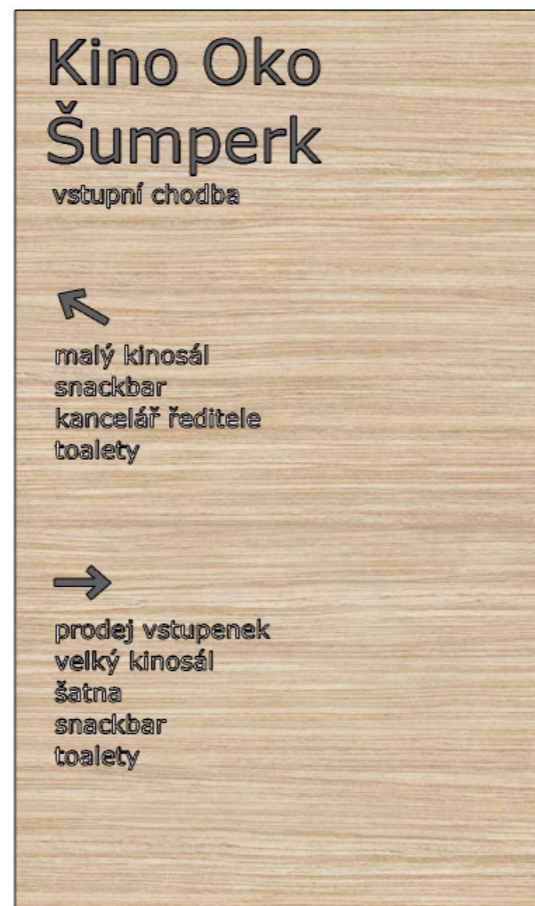 Kino Oko
Šumperk
vstupní chodba
malý kinosál
snackbar
kancelář ředitele
toalety
prodej vstupenek
velký kinosál
šatna
snackbar
toalety